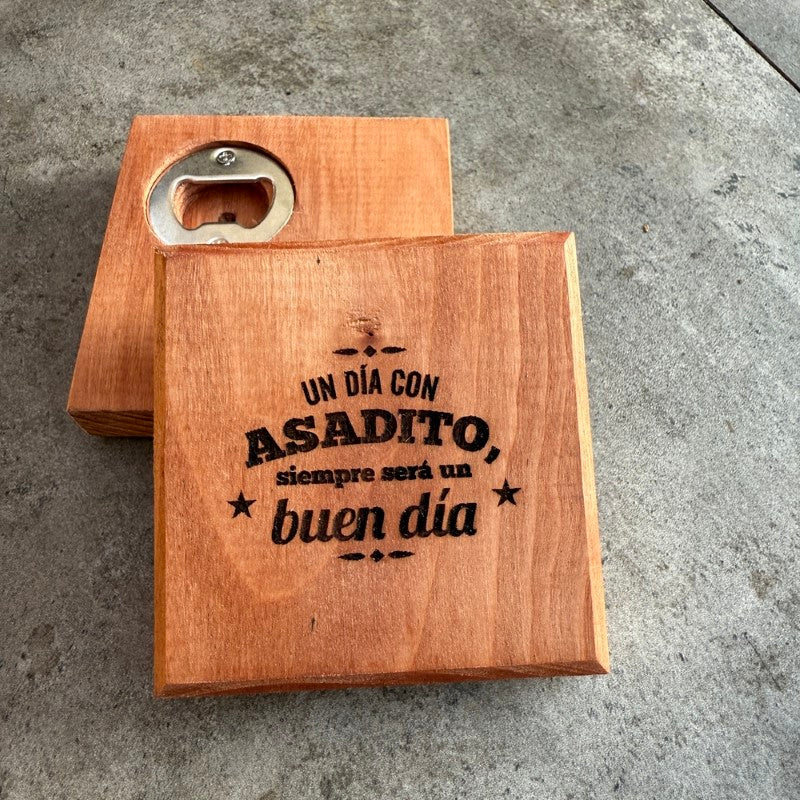 UN DÍA CON
ASADITO,
siempre será un
buen día